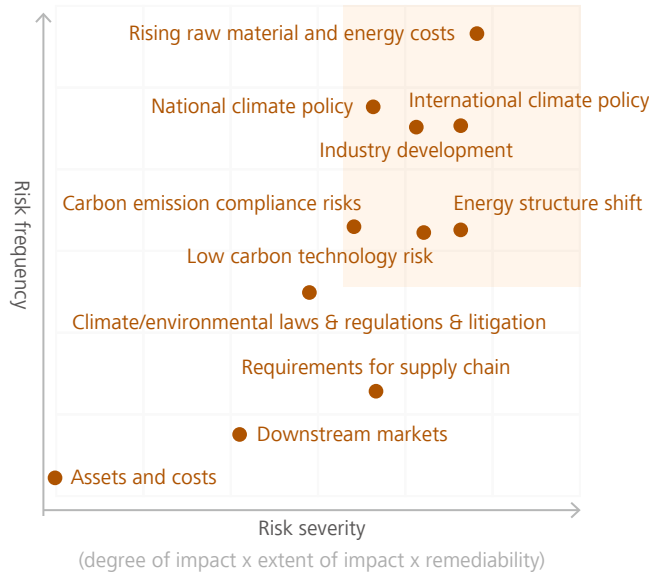 Rising raw material and energy costs
National climate policy
International climate policy
Industry development
Carbon emission compliance risks
Energy structure shift
Low carbon technology risk
Climate/environmental laws & regulations & litigation
Requirements for supply chain
Downstream markets
Assets and costs
Risk frequency
Risk severity
(degree of impact x extent of impact x remediability)